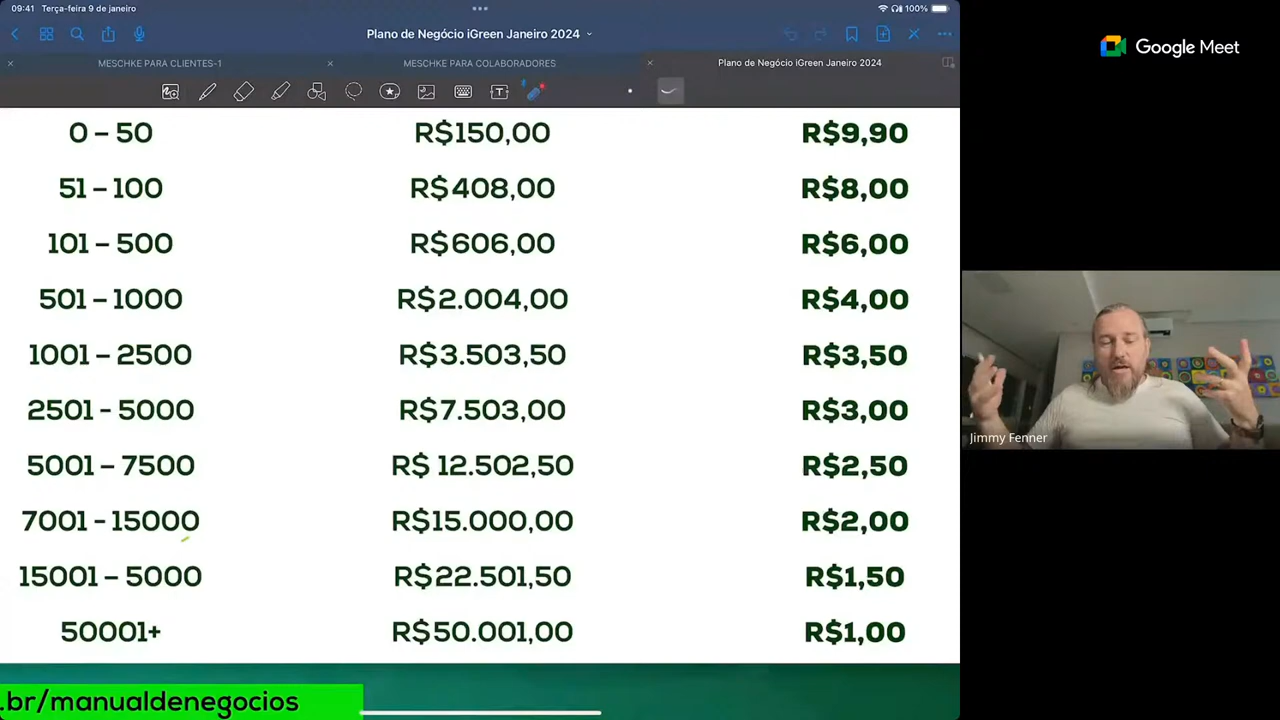 09:41 Terça-feira 9 de janeiro
100%
Plano de Negócio iGreen Janeiro 2024
MESCHKE PARA CLIENTES-1
MESCHKE PARA COLABORADORES
Plano de Negócio iGreen Janeiro 2024
Google Meet
0 – 50 R$150,00 R$9,90
51 – 100 R$408,00 R$8,00
101 – 500 R$606,00 R$6,00
501 – 1000 R$2.004,00 R$4,00
1001 – 2500 R$3.503,50 R$3,50
2501 - 5000 R$7.503,00 R$3,00
5001 – 7500 R$ 12.502,50 R$2,50
7001 - 15000 R$15.000,00 R$2,00
15001 – 5000 R$22.501,50 R$1,50
50001+ R$50.001,00 R$1,00
Jimmy Fenner
.br/manualdenegocios